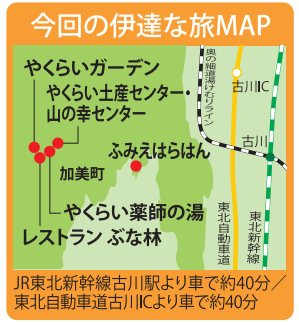 今回の伊達な旅MAP
やくらいガーデン
やくらい土産センター・
山の幸センター
ふみえはらはん
加美町
やくらい薬師の湯
レストラン ぶな林
奥の細道湯けむりライン
古川IC
古川
東北自動車道
東北新幹線
JR東北新幹線古川駅より車で約40分／
東北自動車道古川ICより車で約40分